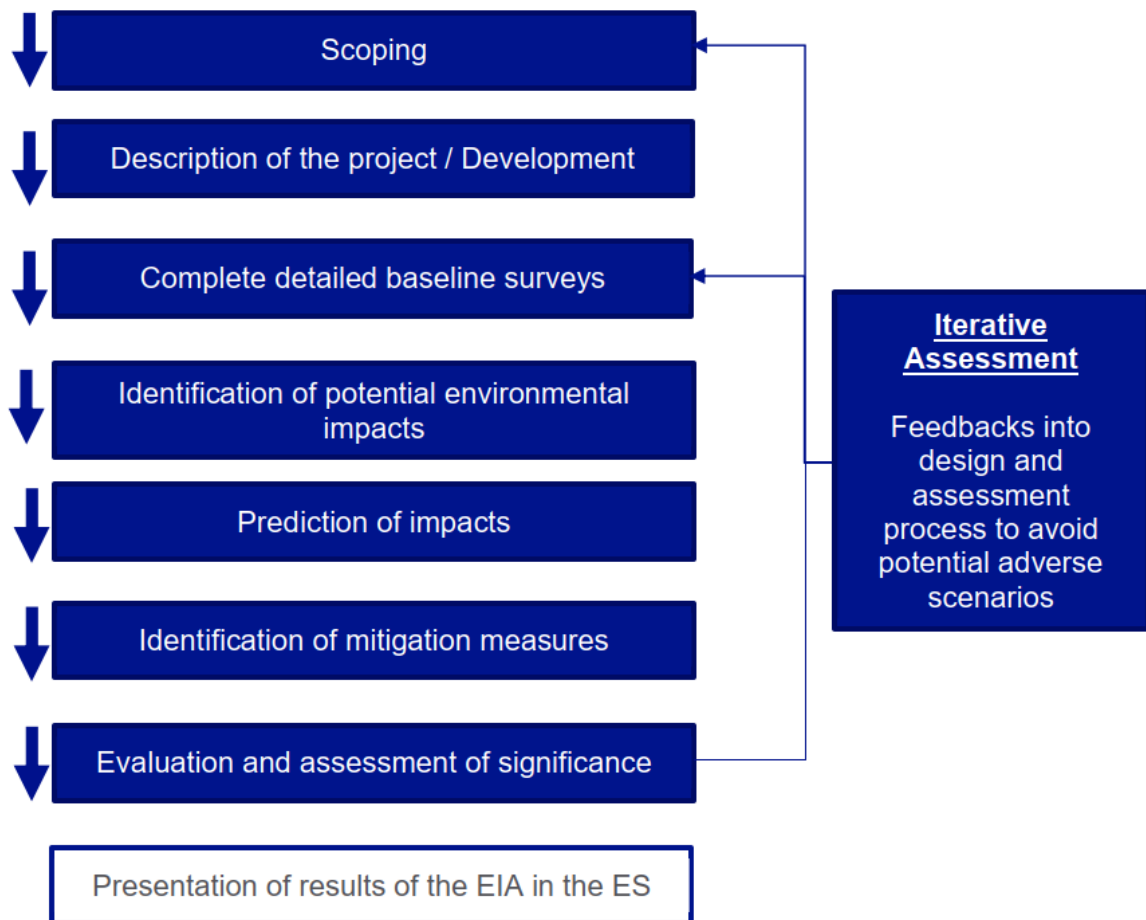 Scoping
Description of the project / Development
Complete detailed baseline surveys
Identification of potential environmental
impacts
Prediction of impacts
Identification of mitigation measures
Evaluation and assessment of significance
Presentation of results of the EIA in the ES
Iterative
Assessment
Feedbacks into
design and
assessment
process to avoid
potential adverse
scenarios